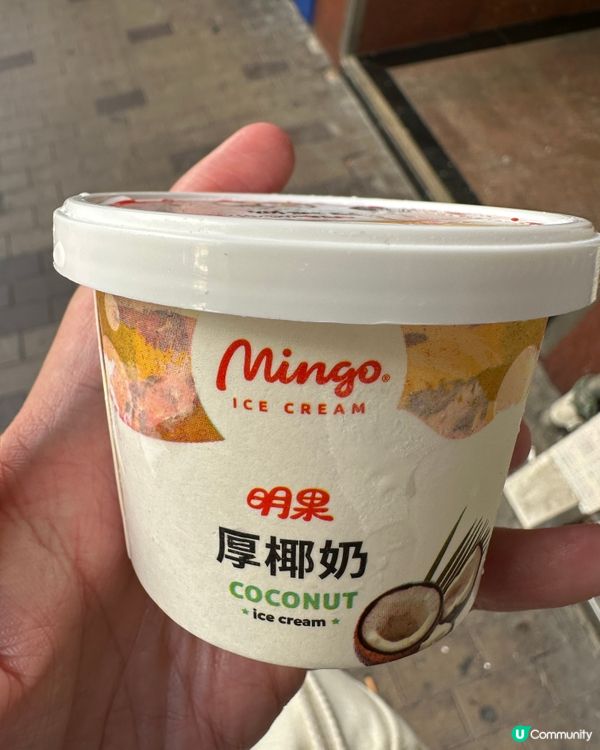 Mingo®
ICE CREAM
明果
厚椰奶
COCONUT
ice cream
U Community